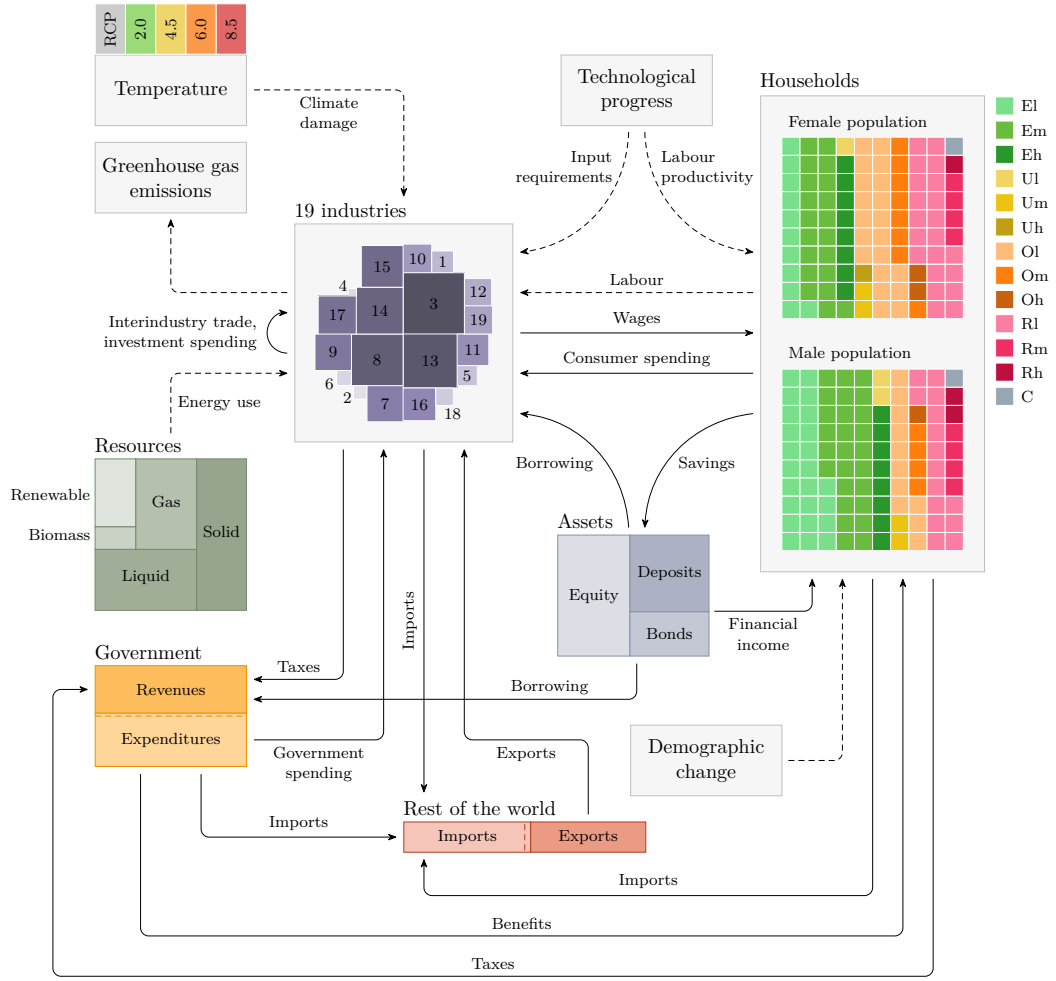 RCP
2.0
4.5
6.0
8.5
Temperature
Climate
damage
Technological
progress
Households
Greenhouse gas
emissions
Input
requirements
Labour
productivity
Female population
El
Em
Eh
Ul
Um
Uh
Ol
Om
Oh
Rl
Rm
Rh
C
19 industries
15
10
1
4
14
3
12
17
19
9
8
13
11
6
5
2
7
16
18
Labour
Wages
Consumer spending
Interindustry trade,
investment spending
Energy use
Male population
Borrowing
Savings
Resources
Renewable
Biomass
Gas
Solid
Liquid
Assets
Equity
Deposits
Bonds
Financial
income
Imports
Government
Revenues
Expenditures
Taxes
Borrowing
Government
spending
Exports
Demographic
change
Imports
Rest of the world
Imports
Exports
Imports
Benefits
Taxes